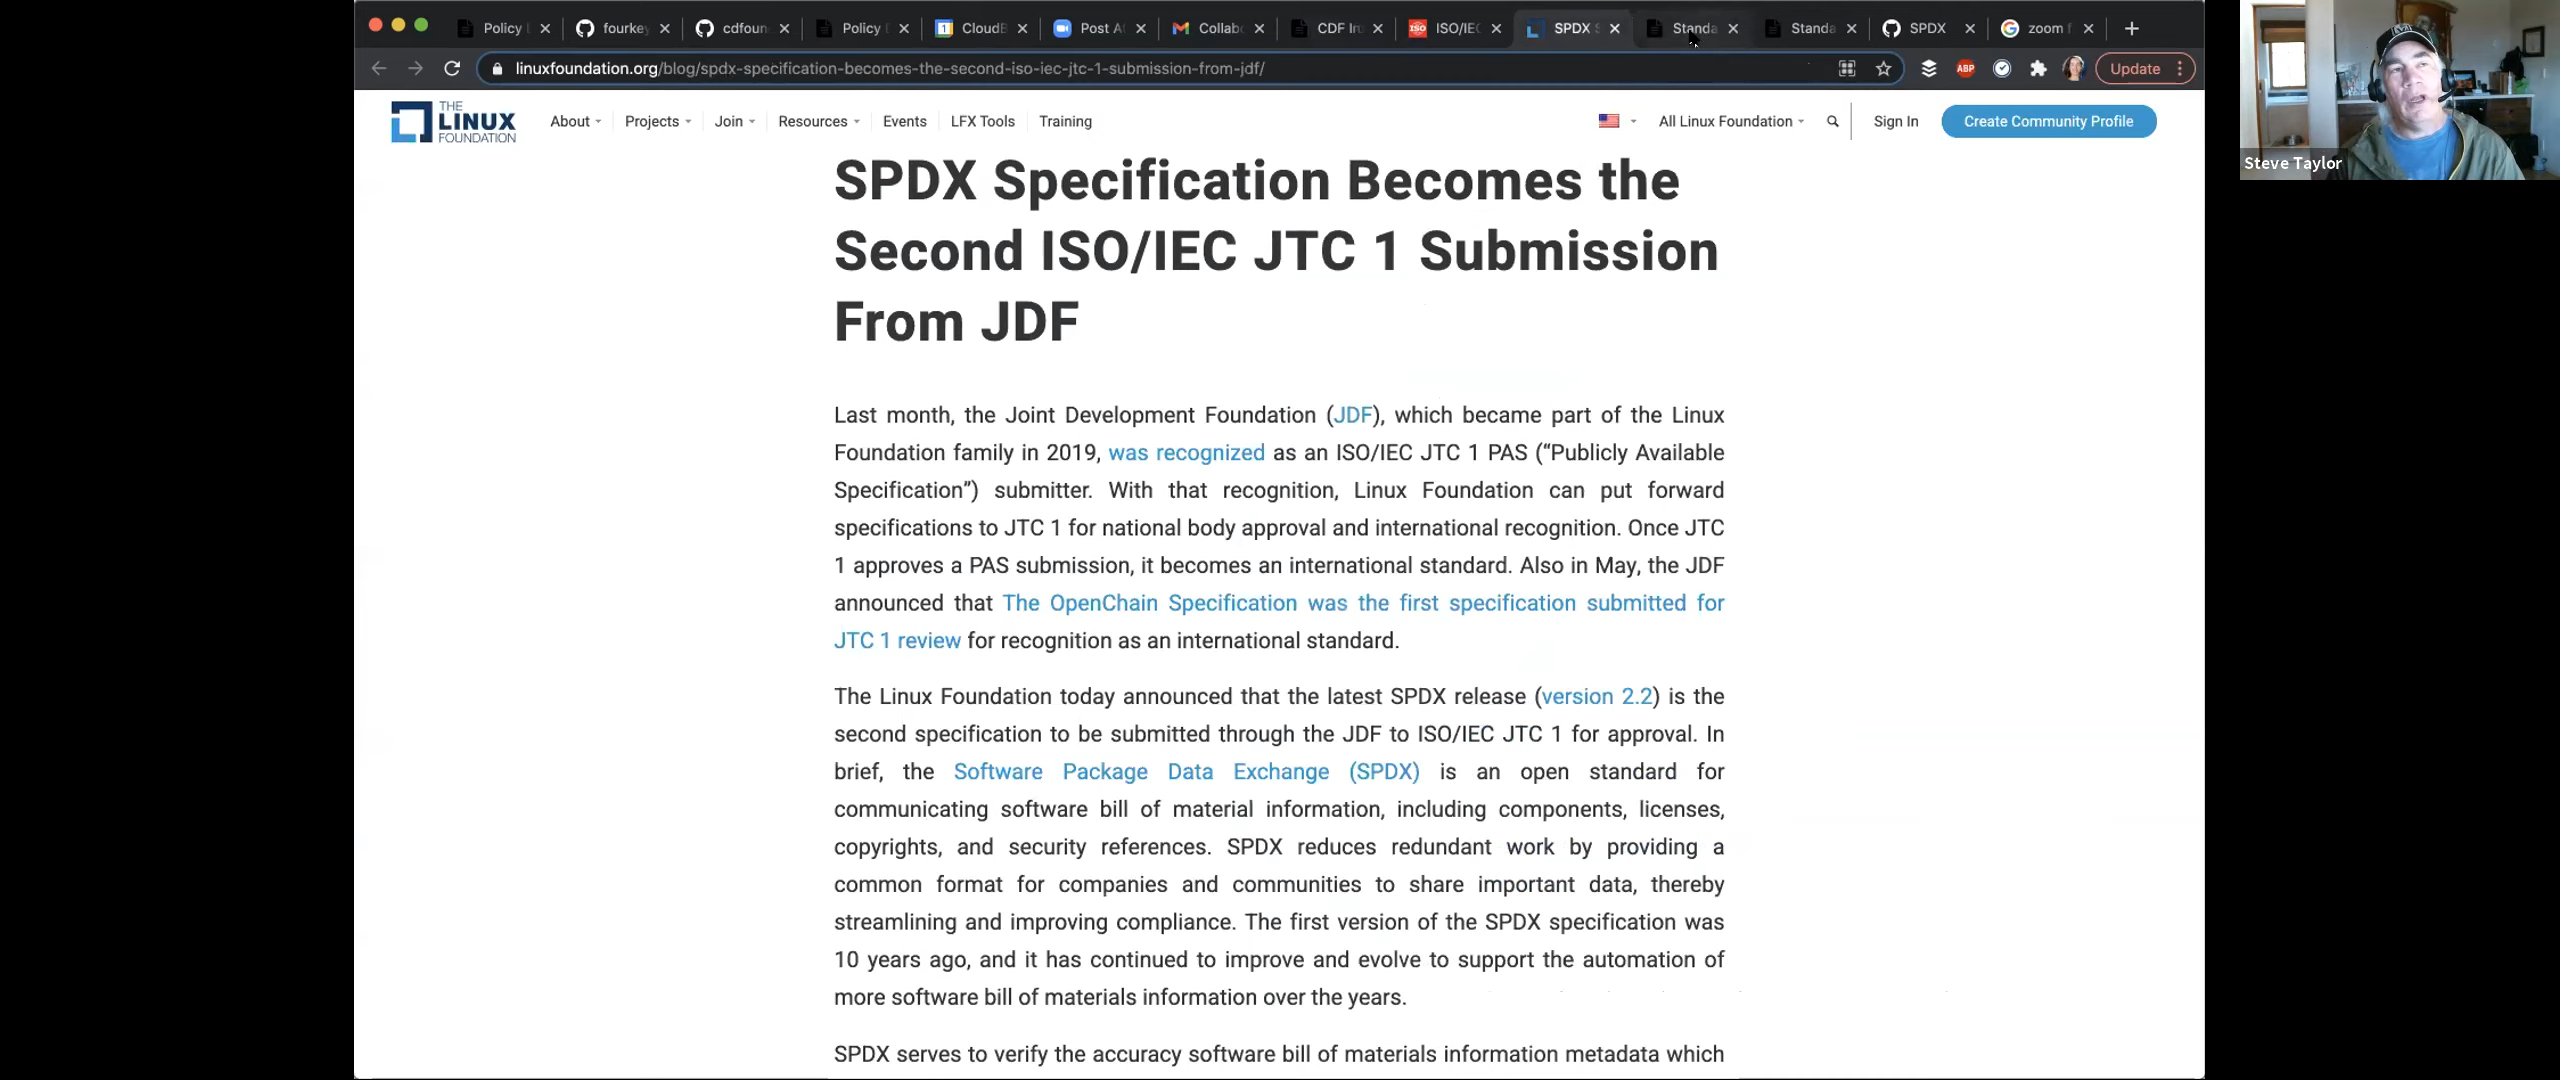 Policy
fourkey
cdfoun
Policy
CloudB
Post A
Collab
CDF In
ISO/IEC
SPDX S
Standa
Standa
SPDX
zoom f
linuxfoundation.org/blog/spdx-specification-becomes-the-second-iso-iec-jtc-1-submission-from-jdf/
ABP
Update
THE
LINUX
FOUNDATION
About
Projects
Join
Resources
Events
LFX Tools
Training
All Linux Foundation
Sign In
Create Community Profile
Steve Taylor
SPDX Specification Becomes the
Second ISO/IEC JTC 1 Submission
From JDF
Last month, the Joint Development Foundation (JDF), which became part of the Linux
Foundation family in 2019, was recognized as an ISO/IEC JTC 1 PAS (“Publicly Available
Specification”) submitter. With that recognition, Linux Foundation can put forward
specifications to JTC 1 for national body approval and international recognition. Once JTC
1 approves a PAS submission, it becomes an international standard. Also in May, the JDF
announced that The OpenChain Specification was the first specification submitted for
JTC 1 review for recognition as an international standard.
The Linux Foundation today announced that the latest SPDX release (version 2.2) is the
second specification to be submitted through the JDF to ISO/IEC JTC 1 for approval. In
brief, the Software Package Data Exchange (SPDX) is an open standard for
communicating software bill of material information, including components, licenses,
copyrights, and security references. SPDX reduces redundant work by providing a
common format for companies and communities to share important data, thereby
streamlining and improving compliance. The first version of the SPDX specification was
10 years ago, and it has continued to improve and evolve to support the automation of
more software bill of materials information over the years.
SPDX serves to verify the accuracy software bill of materials information metadata which